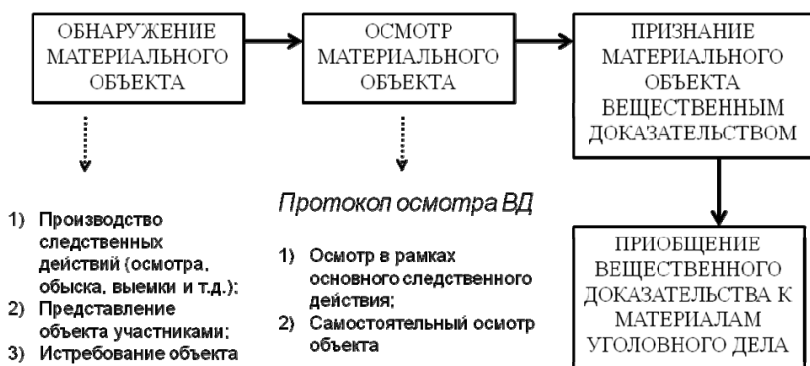 ОБНАРУЖЕНИЕ
МАТЕРИАЛЬНОГО
ОБЪЕКТА
ОСМОТР
МАТЕРИАЛЬНОГО
ОБЪЕКТА
ПРИЗНАНИЕ
МАТЕРИАЛЬНОГО
ОБЪЕКТА
ВЕЩЕСТВЕННЫМ
ДОКАЗАТЕЛЬСТВОМ
1) Производство
следственных
действий (осмотра,
обыска, выемки и т.д.);
2) Представление
объекта участниками;
3) Истребование объекта
Протокол осмотра ВД
1) Осмотр в рамках
основного следственного
действия;
2) Самостоятельный осмотр
объекта
ПРИОБЩЕНИЕ
ВЕЩЕСТВЕННОГО
ДОКАЗАТЕЛЬСТВА К
МАТЕРИАЛАМ
УГОЛОВНОГО ДЕЛА